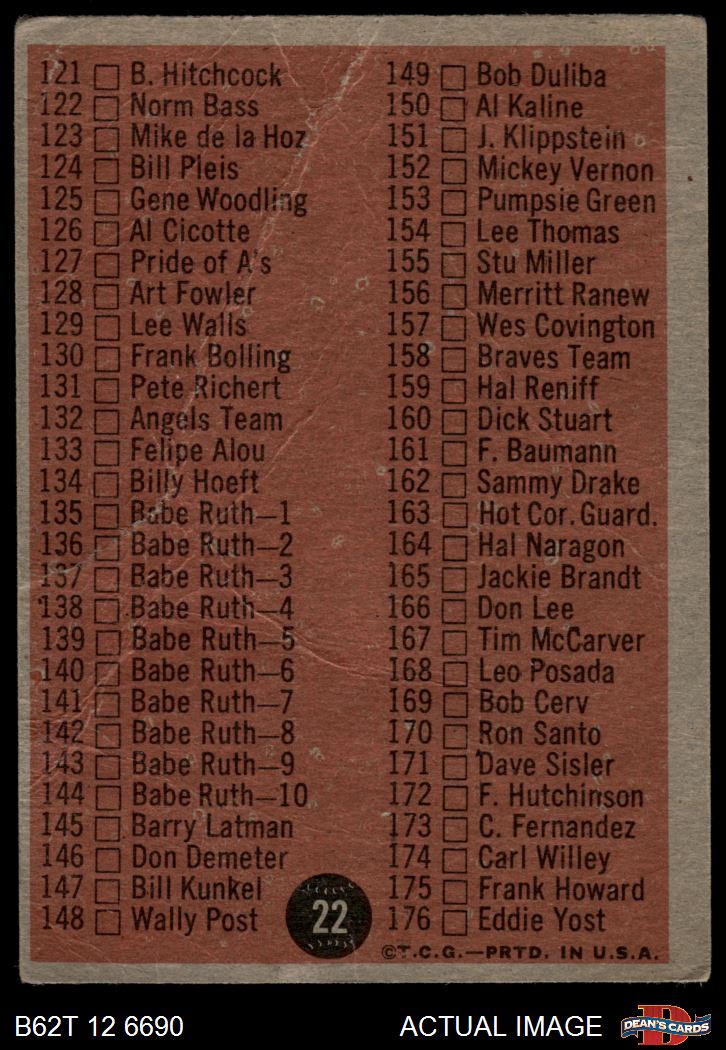 121 B. Hitchcock
122 Norm Bass
123 Mike de la Hoz
124 Bill Pleis
125 Gene Woodling
126 Al Cicotte
127 Pride of A's
128 Art Fowler
129 Lee Walls
130 Frank Bolling
131 Pete Richert
132 Angels Team
133 Felipe Alou
134 Billy Hoeft
135 Babe Ruth—1
136 Babe Ruth—2
137 Babe Ruth—3
138 Babe Ruth—4
139 Babe Ruth—5
140 Babe Ruth—6
141 Babe Ruth—7
142 Babe Ruth—8
143 Babe Ruth—9
144 Babe Ruth—10
145 Barry Latman
146 Don Demeter
147 Bill Kunkel
148 Wally Post
22
149 Bob Duliba
150 Al Kaline
151 J. Klippstein
152 Mickey Vernon
153 Pumpsie Green
154 Lee Thomas
155 Stu Miller
156 Merritt Ranew
157 Wes Covington
158 Braves Team
159 Hal Reniff
160 Dick Stuart
161 F. Baumann
162 Sammy Drake
163 Hot Cor. Guard.
164 Hal Naragon
165 Jackie Brandt
166 Don Lee
167 Tim McCarver
168 Leo Posada
169 Bob Cerv
170 Ron Santo
171 Dave Sisler
172 F. Hutchinson
173 C. Fernandez
174 Carl Willey
175 Frank Howard
176 Eddie Yost
©T.C.G.—PRTD. IN U.S.A.
B62T 12 6690
ACTUAL IMAGE
D
DEAN'S CARDS